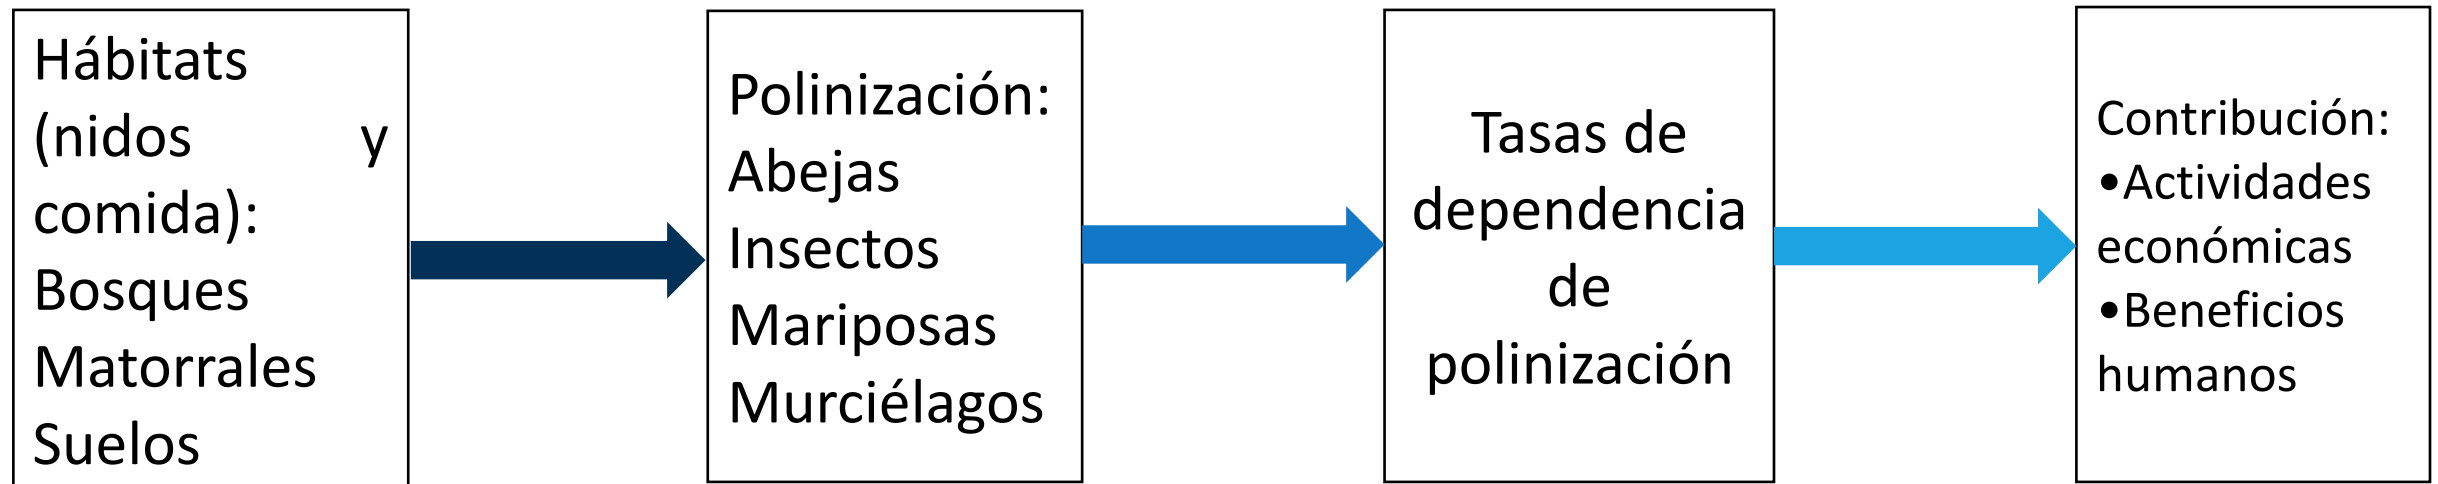 Hábitats
(nidos y
comida):
Bosques
Matorrales
Suelos
Polinización:
Abejas
Insectos
Mariposas
Murciélagos
Tasas de
dependencia
de
polinización
Contribución:
•Actividades
económicas
•Beneficios
humanos